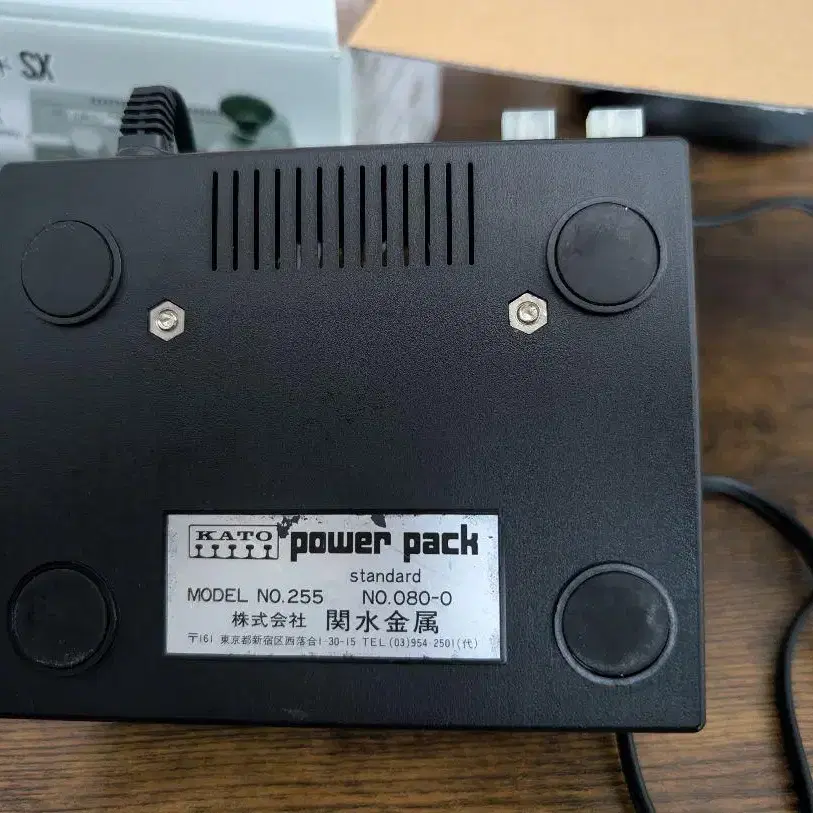 SX
KATO power pack
standard
MODEL NO.255 NO.080-0
株式会社 関水金属
〒161 東京都新宿区西落合1-30-15 TEL (03)954-2501(代)